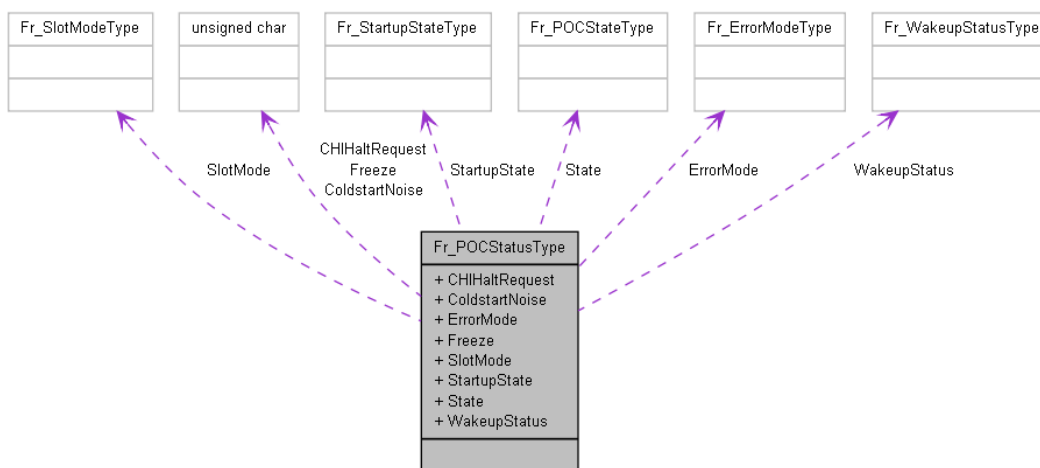 Fr_SlotModeType
unsigned char
Fr_StartupStateType
Fr_POCStateType
Fr_ErrorModeType
Fr_WakeupStatusType
SlotMode
CHIHaltRequest
Freeze
ColdstartNoise
StartupState
State
ErrorMode
WakeupStatus
Fr_POCStatusType
+ CHIHaltRequest
+ ColdstartNoise
+ ErrorMode
+ Freeze
+ SlotMode
+ StartupState
+ State
+ WakeupStatus